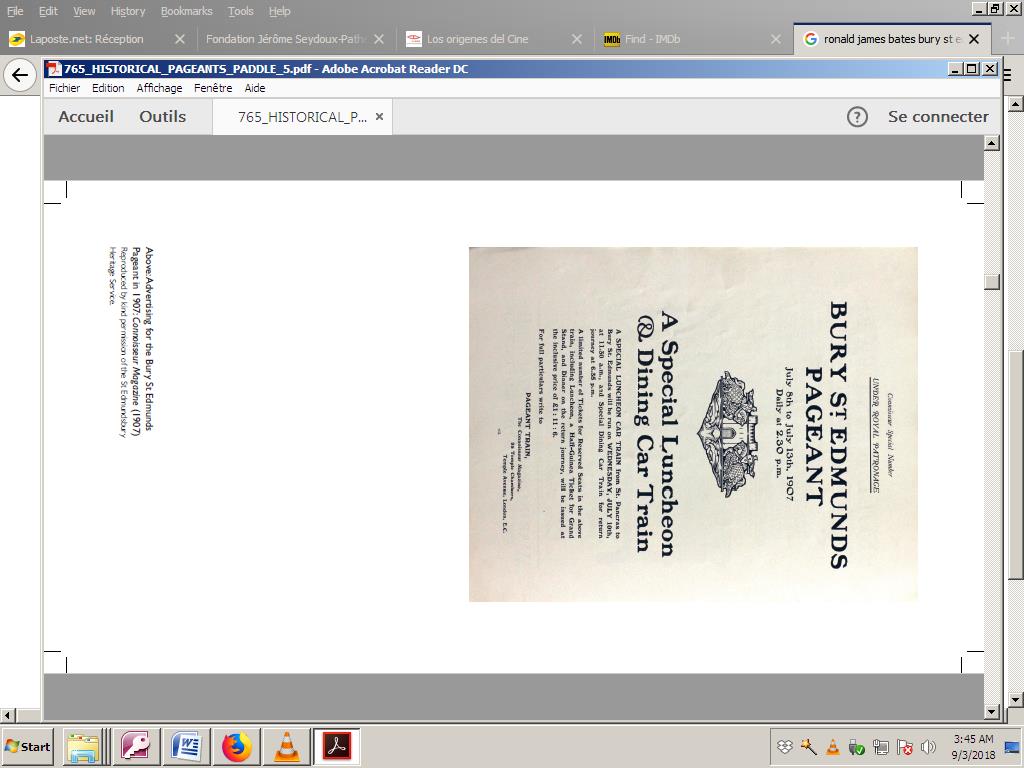 File Edit View History Bookmarks Tools Help
Laposte.net: Réception
Fondation Jérôme Seydoux-Pathé
Los origenes del Cine
Find - IMDb
ronald james bates bury st e
765_HISTORICAL_PAGEANTS_PADDLE_5.pdf - Adobe Acrobat Reader DC
Fichier Edition Affichage Fenêtre Aide
Accueil Outils 765_HISTORICAL_P... Se connecter
Connoisseur Special Number
UNDER ROYAL PATRONAGE
BURY ST. EDMUNDS
PAGEANT
July 8th to July 13th, 1907
Daily at 2.30 p.m.
A Special Luncheon
& Dining Car Train
A SPECIAL LUNCHEON CAR TRAIN from St. Pancras to
Bury St. Edmunds will be run on WEDNESDAY, JULY 10th,
at 11.50 a.m., and Special Dining Car Train for return
journey at 6.55 p.m.
A limited number of Tickets for Reserved Seats in the above
train, including Luncheon, a Half-Guinea Ticket for Grand
Stand, and Dinner on the return journey, will be issued at
the inclusive price of £1 : 11 : 6.
For full particulars write to
PAGEANT TRAIN,
The Connoisseur Magazine,
Temple Chambers,
Temple Avenue, London, E.C.
Above: Advertising for the Bury St Edmunds
Pageant in 1907: Connoisseur Magazine (1907)
Reproduced by kind permission of the St Edmundsbury
Heritage Service.
Start
3:45 AM
9/3/2018